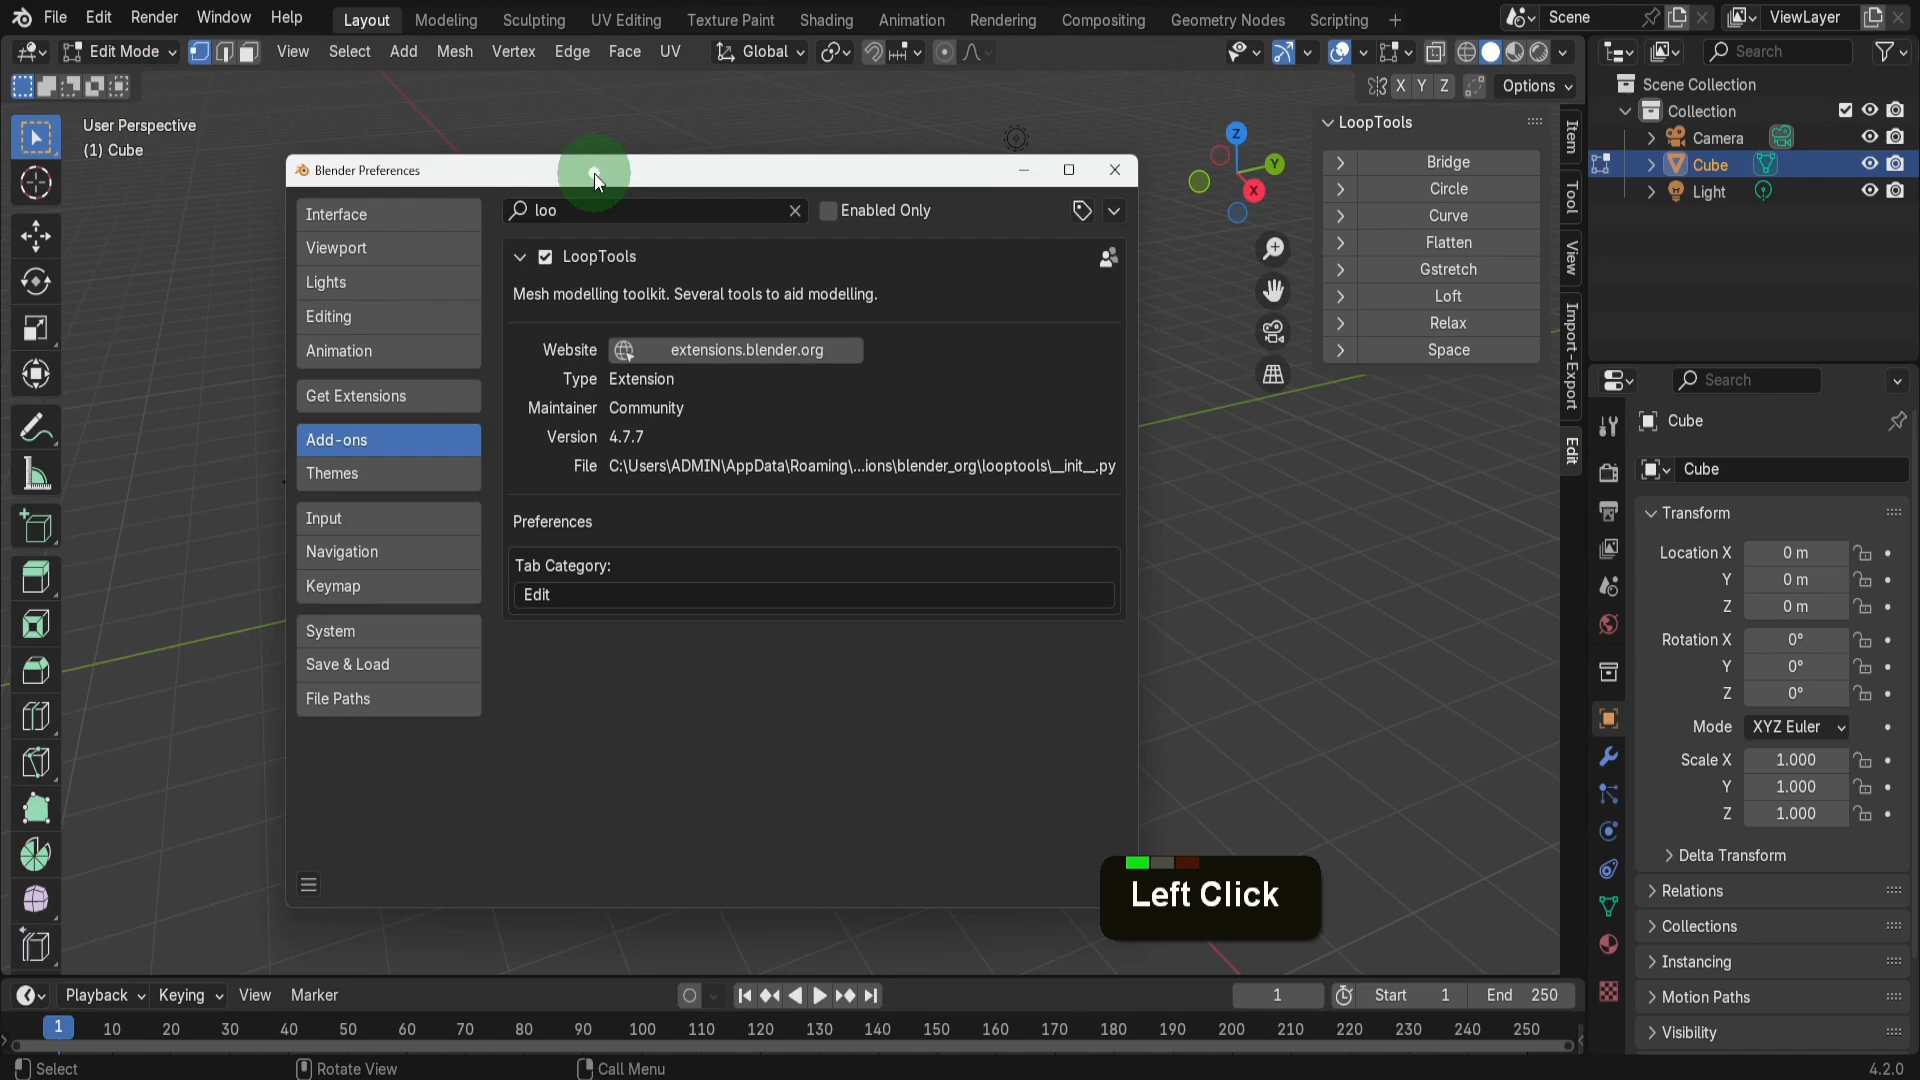 File Edit Render Window Help Layout Modeling Sculpting UV Editing Texture Paint Shading Animation Rendering Compositing Geometry Nodes Scripting + Scene ViewLayer
Edit Mode View Select Add Mesh Vertex Edge Face UV Global Search
X Y Z Options
User Perspective
(1) Cube
Blender Preferences
Interface
Viewport
Lights
Editing
Animation
Get Extensions
Add-ons
Themes
Input
Navigation
Keymap
System
Save & Load
File Paths
loo Enabled Only
LoopTools
Mesh modelling toolkit. Several tools to aid modelling.
Website extensions.blender.org
Type Extension
Maintainer Community
Version 4.7.7
File C:\Users\ADMIN\AppData\Roaming\...ions\blender_org\looptools\__init__.py
Preferences
Tab Category:
Edit
Left Click
Z
Y
X
LoopTools
Bridge
Circle
Curve
Flatten
Gstretch
Loft
Relax
Space
Item
Tool
View
Import-Export
Edit
Scene Collection
Collection
Camera
Cube
Light
Search
Cube
Cube
Transform
Location X 0 m
Y 0 m
Z 0 m
Rotation X 0°
Y 0°
Z 0°
Mode XYZ Euler
Scale X 1.000
Y 1.000
Z 1.000
Delta Transform
Relations
Collections
Instancing
Motion Paths
Visibility
Playback Keying View Marker 1 Start 1 End 250
1 10 20 30 40 50 60 70 80 90 100 110 120 130 140 150 160 170 180 190 200 210 220 230 240 250
Select Rotate View Call Menu 4.2.0